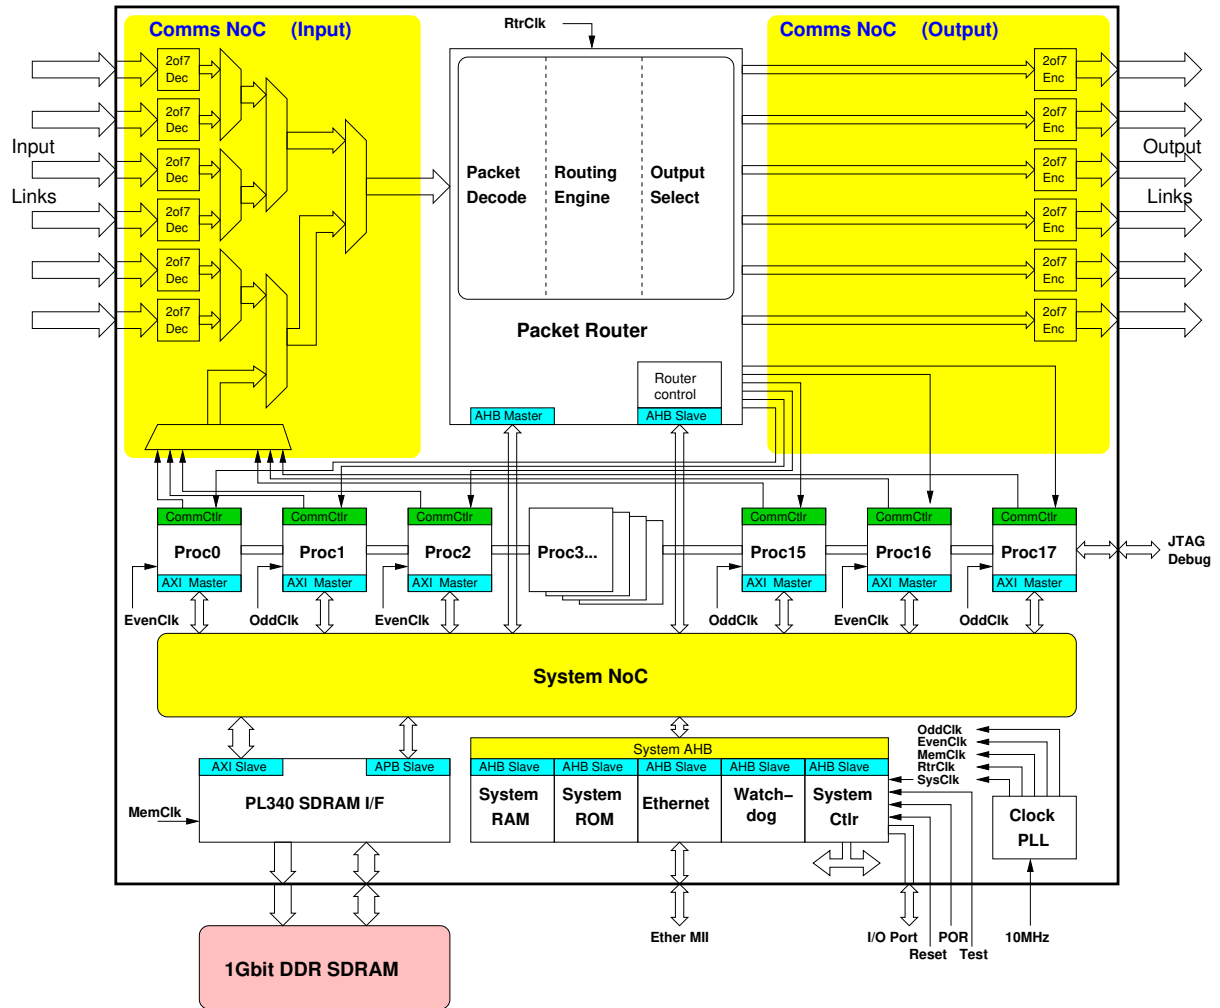 RtrClk
Comms NoC (Input)
Comms NoC (Output)
2of7
Dec
2of7
Dec
2of7
Dec
2of7
Dec
2of7
Dec
2of7
Dec
Input
Links
Packet
Decode
Routing
Engine
Output
Select
Packet Router
Router
control
AHB Master
AHB Slave
2of7
Enc
2of7
Enc
2of7
Enc
2of7
Enc
2of7
Enc
2of7
Enc
Output
Links
CommCtlr
Proc0
AXI Master
CommCtlr
Proc1
AXI Master
CommCtlr
Proc2
AXI Master
Proc3...
CommCtlr
Proc15
AXI Master
CommCtlr
Proc16
AXI Master
CommCtlr
Proc17
AXI Master
JTAG
Debug
EvenClk
OddClk
EvenClk
OddClk
EvenClk
OddClk
System NoC
AXI Slave
APB Slave
PL340 SDRAM I/F
MemClk
System AHB
AHB Slave
AHB Slave
AHB Slave
AHB Slave
AHB Slave
System
RAM
System
ROM
Ethernet
Watch–
dog
System
Ctlr
OddClk
EvenClk
MemClk
RtrClk
SysClk
Clock
PLL
Ether MII
I/O Port
POR
10MHz
Reset
Test
1Gbit DDR SDRAM